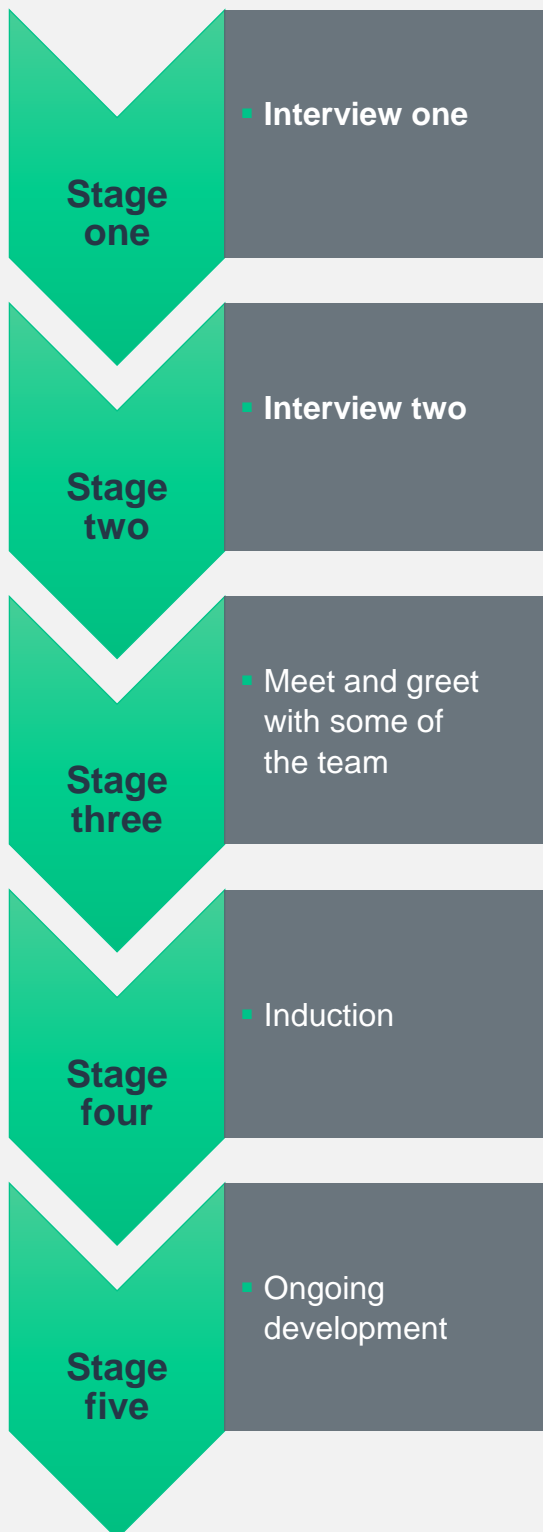 Stage
one
Interview one
Stage
two
Interview two
Stage
three
Meet and greet
with some of
the team
Stage
four
Induction
Stage
five
Ongoing
development